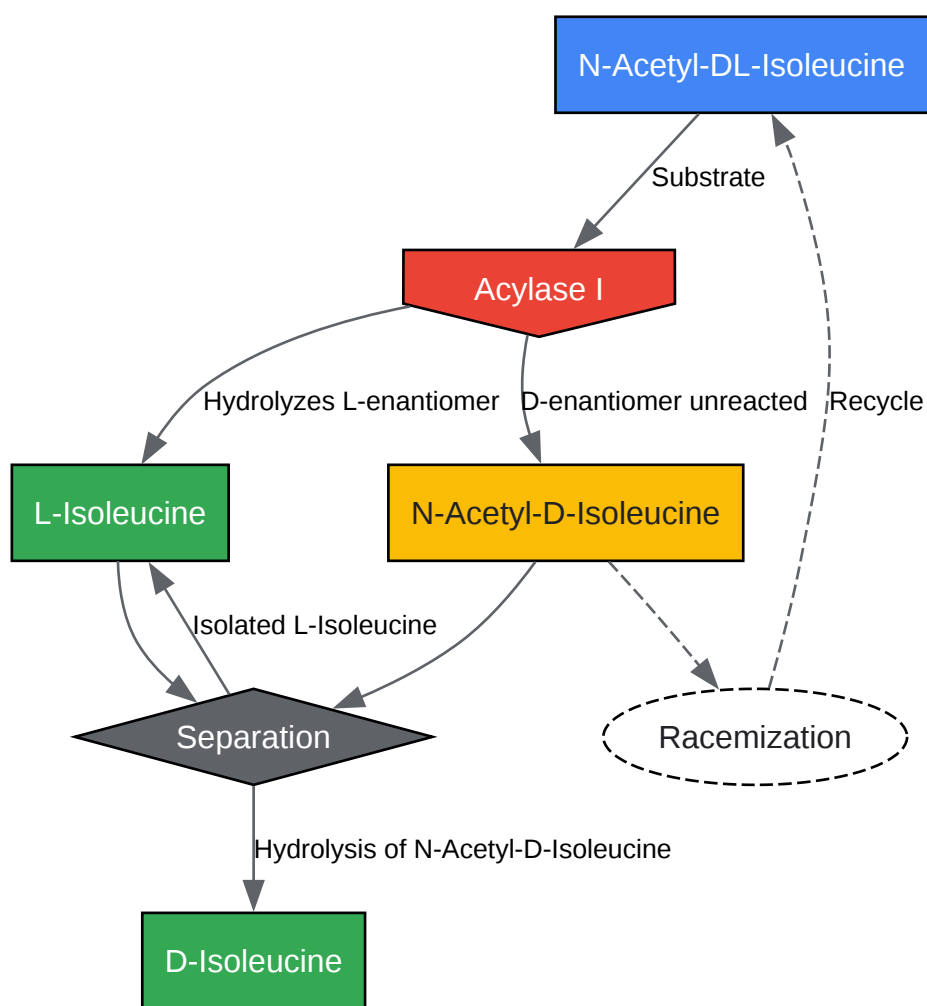 N-Acetyl-DL-Isoleucine
Substrate
Acylase I
Hydrolyzes L-enantiomer
D-enantiomer unreacted
Recycle
L-Isoleucine
N-Acetyl-D-Isoleucine
Isolated L-Isoleucine
Separation
Racemization
Hydrolysis of N-Acetyl-D-Isoleucine
D-Isoleucine